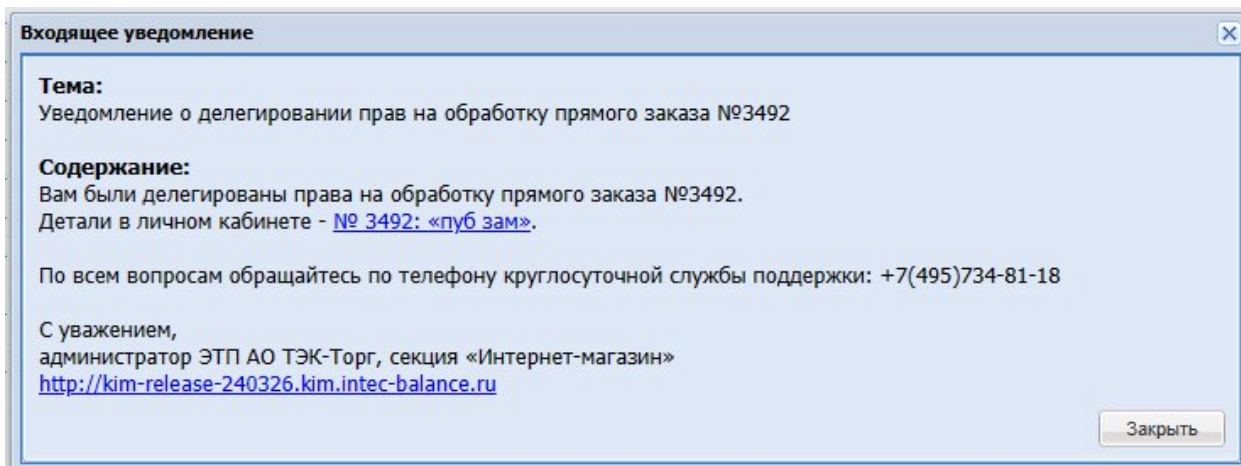 Входящее уведомление
Тема:
Уведомление о делегировании прав на обработку прямого заказа №3492
Содержание:
Вам были делегированы права на обработку прямого заказа №3492.
Детали в личном кабинете - № 3492: «пуб зам».
По всем вопросам обращайтесь по телефону круглосуточной службы поддержки: +7(495)734-81-18
С уважением,
администратор ЭТП АО ТЭК-Торг, секция «Интернет-магазин»
http://kim-release-240326.kim.intec-balance.ru
Закрыть